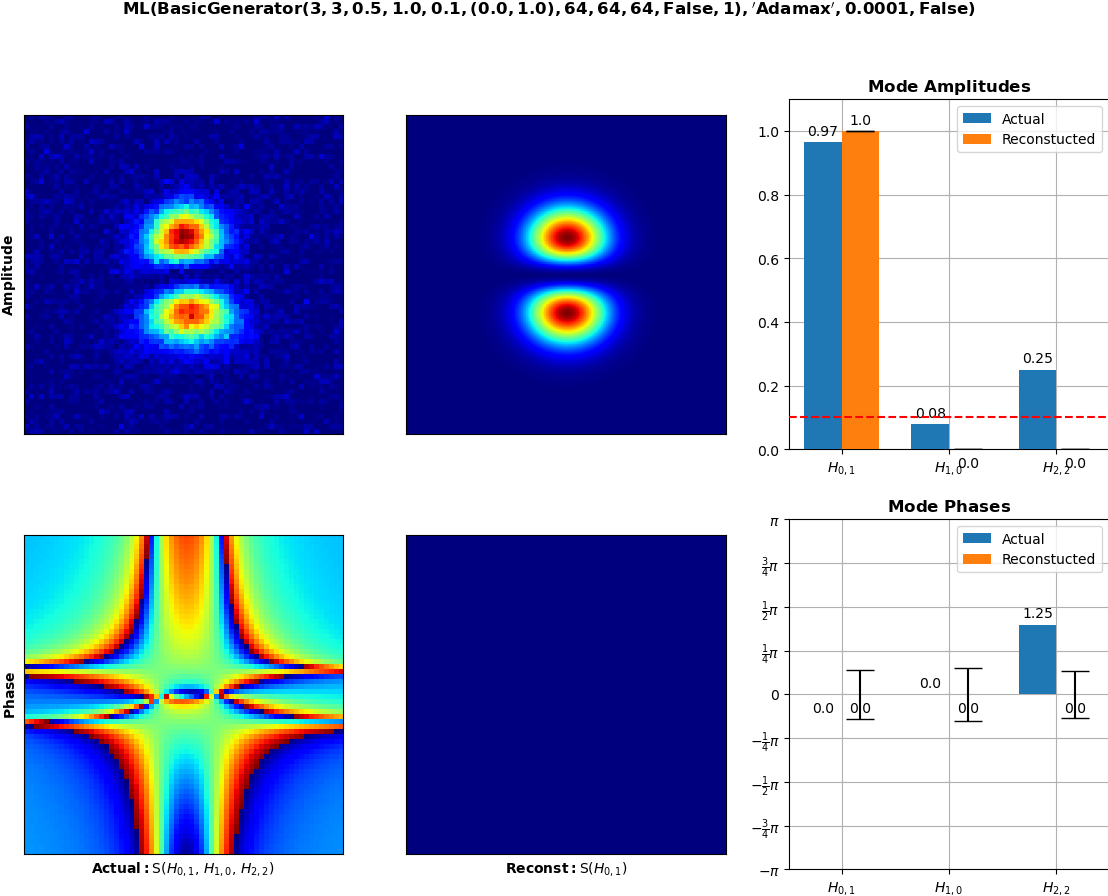 ML(BasicGenerator(3, 3, 0.5, 1.0, 0.1, (0.0, 1.0), 64, 64, 64, False, 1), ′Adamax′, 0.0001, False)
Amplitude
Mode Amplitudes
Actual
Reconstucted
1.0
0.8
0.6
0.4
0.2
0.0
0.97
1.0
0.08
0.0
0.25
0.0
H0,1
H1,0
H2,2
Phase
Actual: S(H0,1, H1,0, H2,2)
Reconst: S(H0,1)
Mode Phases
Actual
Reconstucted
π
3/4π
1/2π
1/4π
0
−1/4π
−1/2π
−3/4π
−π
0.0
0.0
0.0
0.0
1.25
0.0
H0,1
H1,0
H2,2